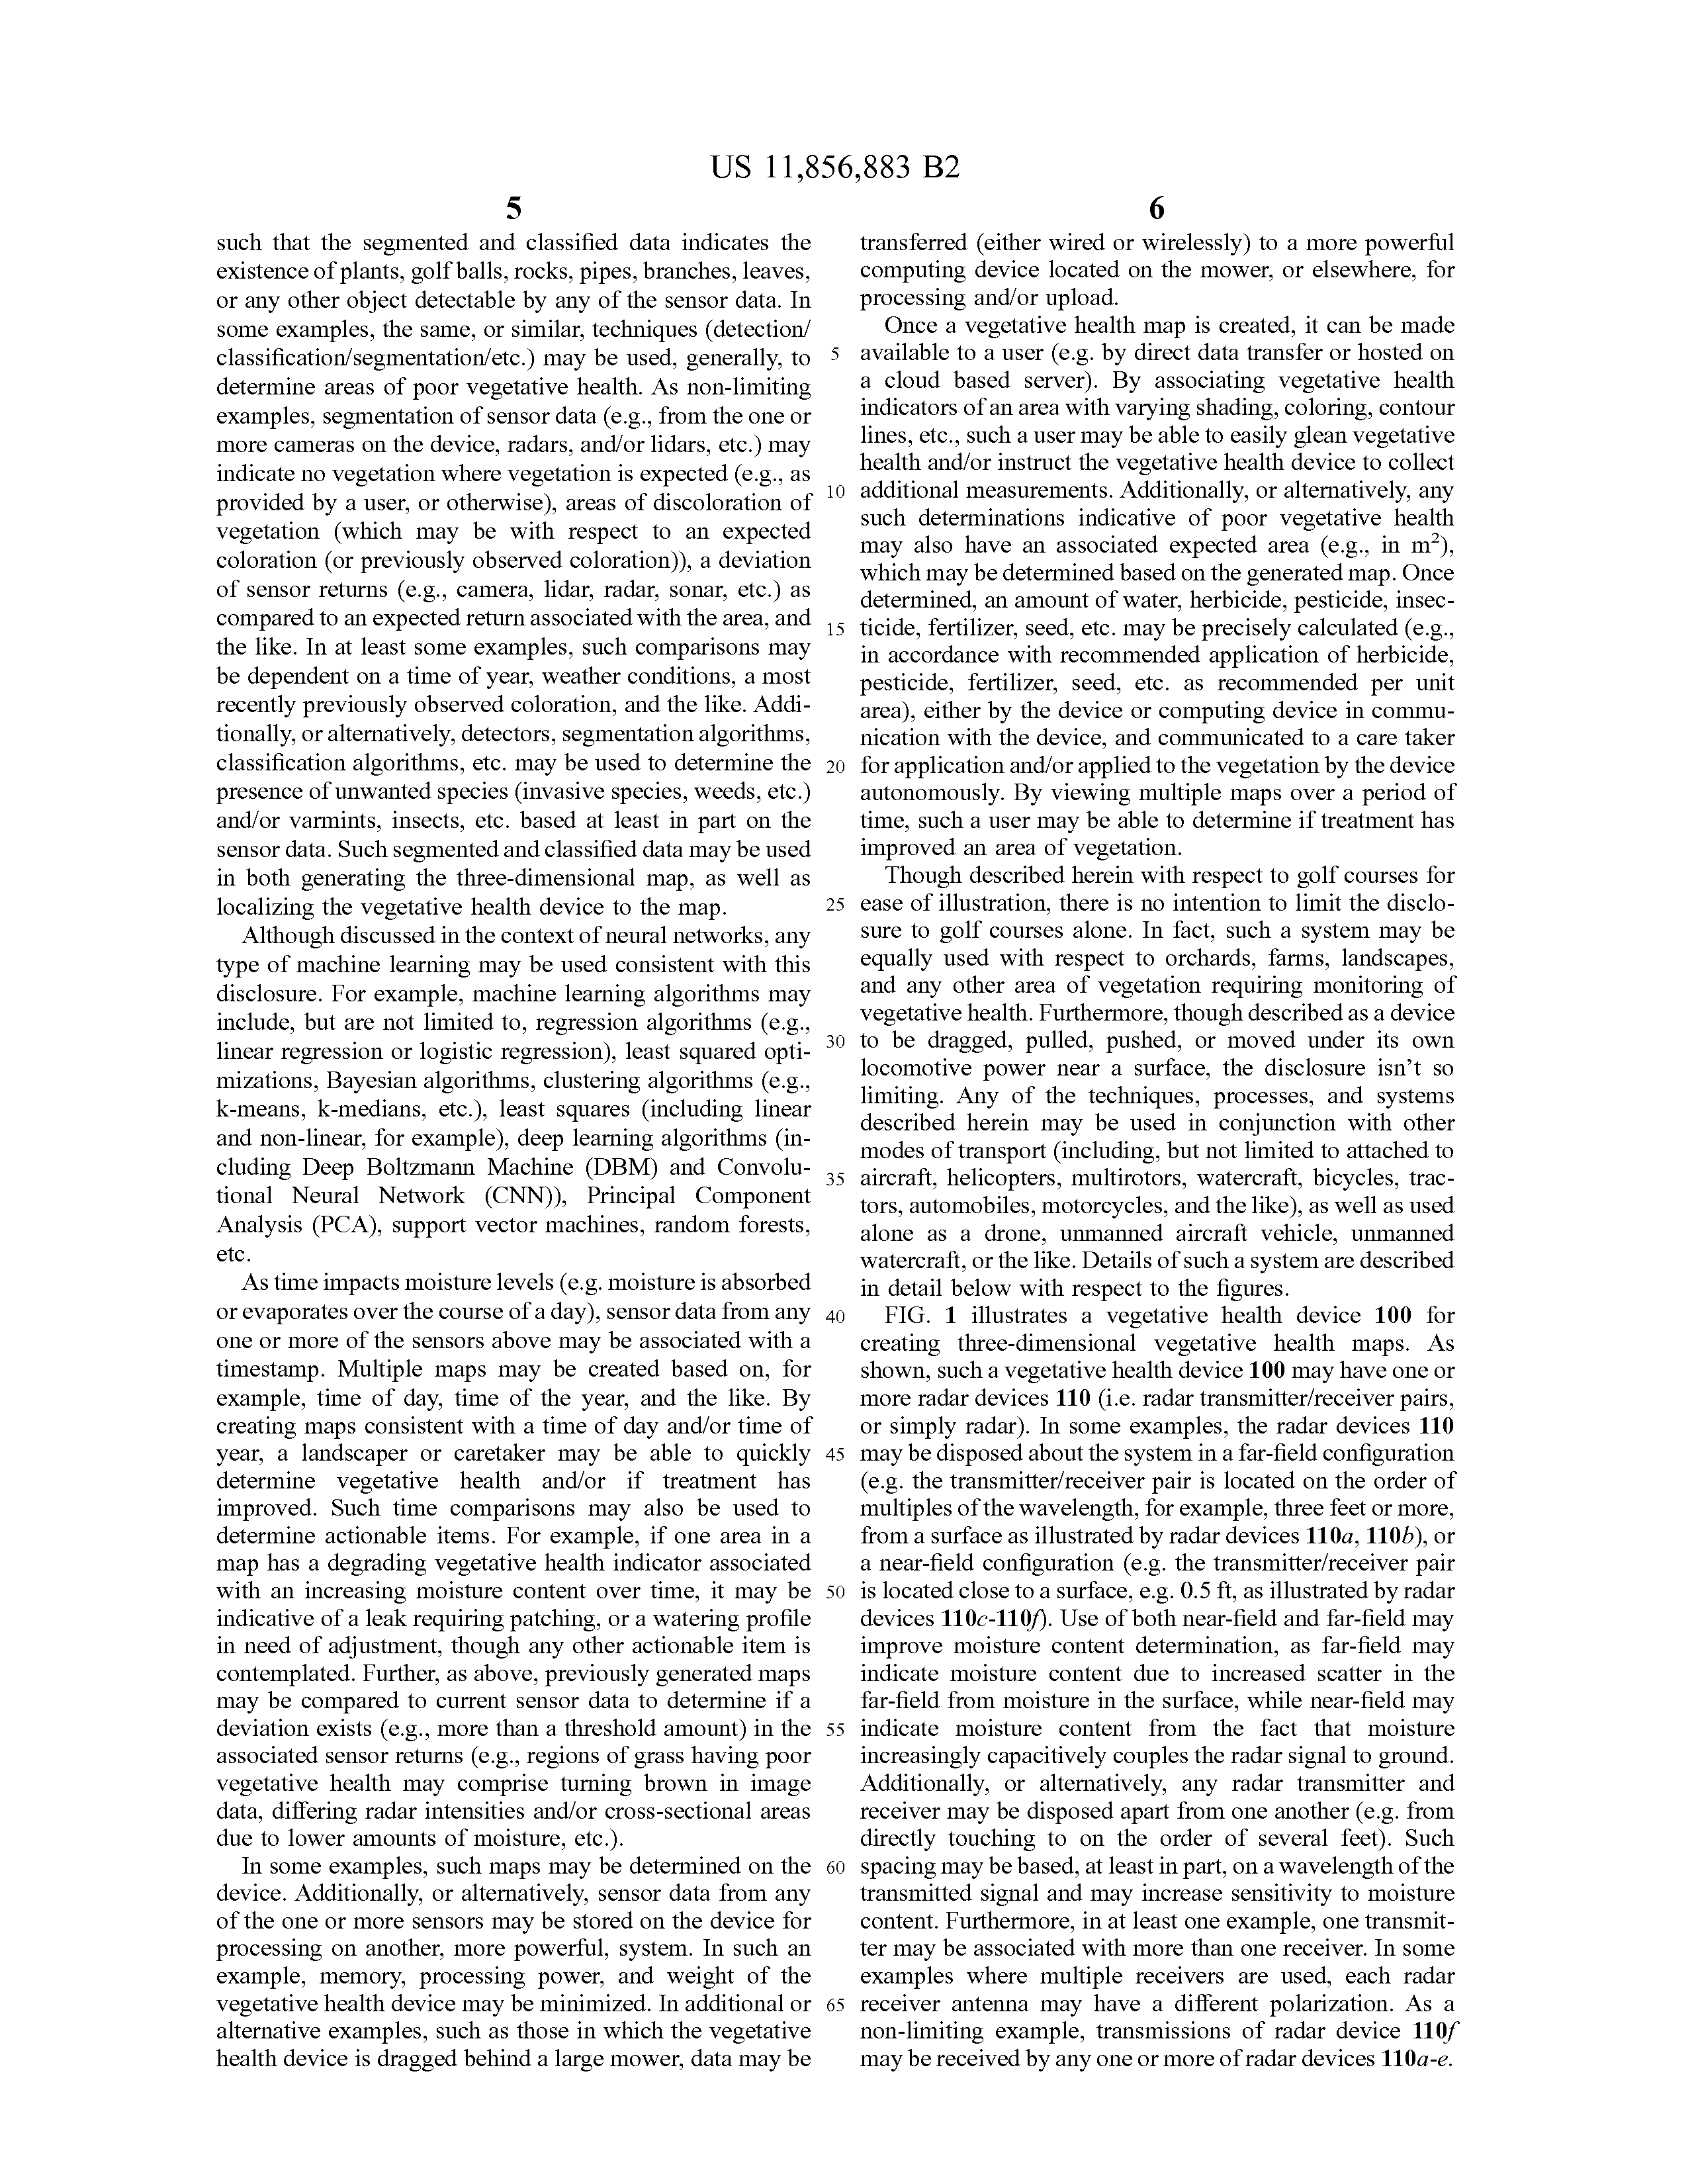 US 11,856,883 B2
5
such that the segmented and classified data indicates the
existence of plants, golf balls, rocks, pipes, branches, leaves,
or any other object detectable by any of the sensor data. In
some examples, the same, or similar, techniques (detection/
classification/segmentation/etc.) may be used, generally, to
determine areas of poor vegetative health. As non-limiting
examples, segmentation of sensor data (e.g., from the one or
more cameras on the device, radars, and/or lidars, etc.) may
indicate no vegetation where vegetation is expected (e.g., as
provided by a user, or otherwise), areas of discoloration of
vegetation (which may be with respect to an expected
coloration (or previously observed coloration)), a deviation
of sensor returns (e.g., camera, lidar, radar, sonar, etc.) as
compared to an expected return associated with the area, and
the like. In at least some examples, such comparisons may
be dependent on a time of year, weather conditions, a most
recently previously observed coloration, and the like. Addi-
tionally, or alternatively, detectors, segmentation algorithms,
classification algorithms, etc. may be used to determine the
presence of unwanted species (invasive species, weeds, etc.)
and/or varmints, insects, etc. based at least in part on the
sensor data. Such segmented and classified data may be used
in both generating the three-dimensional map, as well as
localizing the vegetative health device to the map.
Although discussed in the context of neural networks, any
type of machine learning may be used consistent with this
disclosure. For example, machine learning algorithms may
include, but are not limited to, regression algorithms (e.g.,
linear regression or logistic regression), least squared opti-
mizations, Bayesian algorithms, clustering algorithms (e.g.,
k-means, k-medians, etc.), least squares (including linear
and non-linear, for example), deep learning algorithms (in-
cluding Deep Boltzmann Machine (DBM) and Convolu-
tional Neural Network (CNN)), Principal Component
Analysis (PCA), support vector machines, random forests,
etc.
As time impacts moisture levels (e.g. moisture is absorbed
or evaporates over the course of a day), sensor data from any
one or more of the sensors above may be associated with a
timestamp. Multiple maps may be created based on, for
example, time of day, time of the year, and the like. By
creating maps consistent with a time of day and/or time of
year, a landscaper or caretaker may be able to quickly
determine vegetative health and/or if treatment has
improved. Such time comparisons may also be used to
determine actionable items. For example, if one area in a
map has a degrading vegetative health indicator associated
with an increasing moisture content over time, it may be
indicative of a leak requiring patching, or a watering profile
in need of adjustment, though any other actionable item is
contemplated. Further, as above, previously generated maps
may be compared to current sensor data to determine if a
deviation exists (e.g., more than a threshold amount) in the
associated sensor returns (e.g., regions of grass having poor
vegetative health may comprise turning brown in image
data, differing radar intensities and/or cross-sectional areas
due to lower amounts of moisture, etc.).
In some examples, such maps may be determined on the
device. Additionally, or alternatively, sensor data from any
of the one or more sensors may be stored on the device for
processing on another, more powerful, system. In such an
example, memory, processing power, and weight of the
vegetative health device may be minimized. In additional or
alternative examples, such as those in which the vegetative
health device is dragged behind a large mower, data may be
6
transferred (either wired or wirelessly) to a more powerful
computing device located on the mower, or elsewhere, for
processing and/or upload.
Once a vegetative health map is created, it can be made
5 available to a user (e.g. by direct data transfer or hosted on
a cloud based server). By associating vegetative health
indicators of an area with varying shading, coloring, contour
lines, etc., such a user may be able to easily glean vegetative
health and/or instruct the vegetative health device to collect
10 additional measurements. Additionally, or alternatively, any
such determinations indicative of poor vegetative health
may also have an associated expected area (e.g., in m²),
which may be determined based on the generated map. Once
determined, an amount of water, herbicide, pesticide, insec-
15 ticide, fertilizer, seed, etc. may be precisely calculated (e.g.,
in accordance with recommended application of herbicide,
pesticide, fertilizer, seed, etc. as recommended per unit
area), either by the device or computing device in commu-
nication with the device, and communicated to a care taker
20 for application and/or applied to the vegetation by the device
autonomously. By viewing multiple maps over a period of
time, such a user may be able to determine if treatment has
improved an area of vegetation.
Though described herein with respect to golf courses for
25 ease of illustration, there is no intention to limit the disclo-
sure to golf courses alone. In fact, such a system may be
equally used with respect to orchards, farms, landscapes,
and any other area of vegetation requiring monitoring of
vegetative health. Furthermore, though described as a device
30 to be dragged, pulled, pushed, or moved under its own
locomotive power near a surface, the disclosure isn't so
limiting. Any of the techniques, processes, and systems
described herein may be used in conjunction with other
modes of transport (including, but not limited to attached to
35 aircraft, helicopters, multirotors, watercraft, bicycles, trac-
tors, automobiles, motorcycles, and the like), as well as used
alone as a drone, unmanned aircraft vehicle, unmanned
watercraft, or the like. Details of such a system are described
in detail below with respect to the figures.
40 FIG. 1 illustrates a vegetative health device 100 for
creating three-dimensional vegetative health maps. As
shown, such a vegetative health device 100 may have one or
more radar devices 110 (i.e. radar transmitter/receiver pairs,
or simply radar). In some examples, the radar devices 110
45 may be disposed about the system in a far-field configuration
(e.g. the transmitter/receiver pair is located on the order of
multiples of the wavelength, for example, three feet or more,
from a surface as illustrated by radar devices 110a, 110b), or
a near-field configuration (e.g. the transmitter/receiver pair
50 is located close to a surface, e.g. 0.5 ft, as illustrated by radar
devices 110c-110f). Use of both near-field and far-field may
improve moisture content determination, as far-field may
indicate moisture content due to increased scatter in the
far-field from moisture in the surface, while near-field may
55 indicate moisture content from the fact that moisture
increasingly capacitively couples the radar signal to ground.
Additionally, or alternatively, any radar transmitter and
receiver may be disposed apart from one another (e.g. from
directly touching to on the order of several feet). Such
60 spacing may be based, at least in part, on a wavelength of the
transmitted signal and may increase sensitivity to moisture
content. Furthermore, in at least one example, one transmit-
ter may be associated with more than one receiver. In some
examples where multiple receivers are used, each radar
65 receiver antenna may have a different polarization. As a
non-limiting example, transmissions of radar device 110f
may be received by any one or more of radar devices 110a-e.